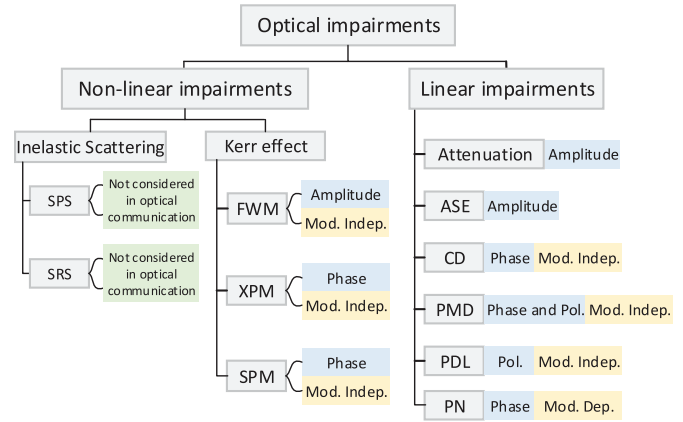 Optical impairments
Non-linear impairments
Linear impairments
Inelastic Scattering
Kerr effect
SPS
Not considered
in optical
communication
SRS
Not considered
in optical
communication
FWM
Amplitude
Mod. Indep.
XPM
Phase
Mod. Indep.
SPM
Phase
Mod. Indep.
Attenuation Amplitude
ASE Amplitude
CD Phase Mod. Indep.
PMD Phase and Pol. Mod. Indep.
PDL Pol. Mod. Indep.
PN Phase Mod. Dep.